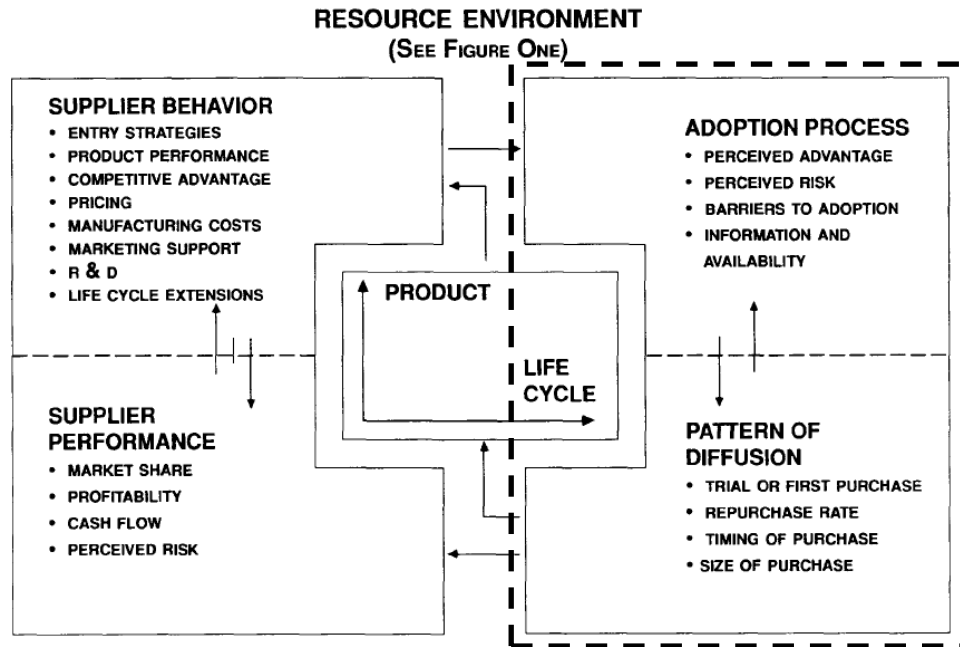 RESOURCE ENVIRONMENT
(SEE FIGURE ONE)
SUPPLIER BEHAVIOR
• ENTRY STRATEGIES
• PRODUCT PERFORMANCE
• COMPETITIVE ADVANTAGE
• PRICING
• MANUFACTURING COSTS
• MARKETING SUPPORT
• R & D
• LIFE CYCLE EXTENSIONS
ADOPTION PROCESS
• PERCEIVED ADVANTAGE
• PERCEIVED RISK
• BARRIERS TO ADOPTION
• INFORMATION AND
AVAILABILITY
PRODUCT
LIFE
CYCLE
SUPPLIER
PERFORMANCE
• MARKET SHARE
• PROFITABILITY
• CASH FLOW
• PERCEIVED RISK
PATTERN OF
DIFFUSION
• TRIAL OR FIRST PURCHASE
• REPURCHASE RATE
• TIMING OF PURCHASE
• SIZE OF PURCHASE